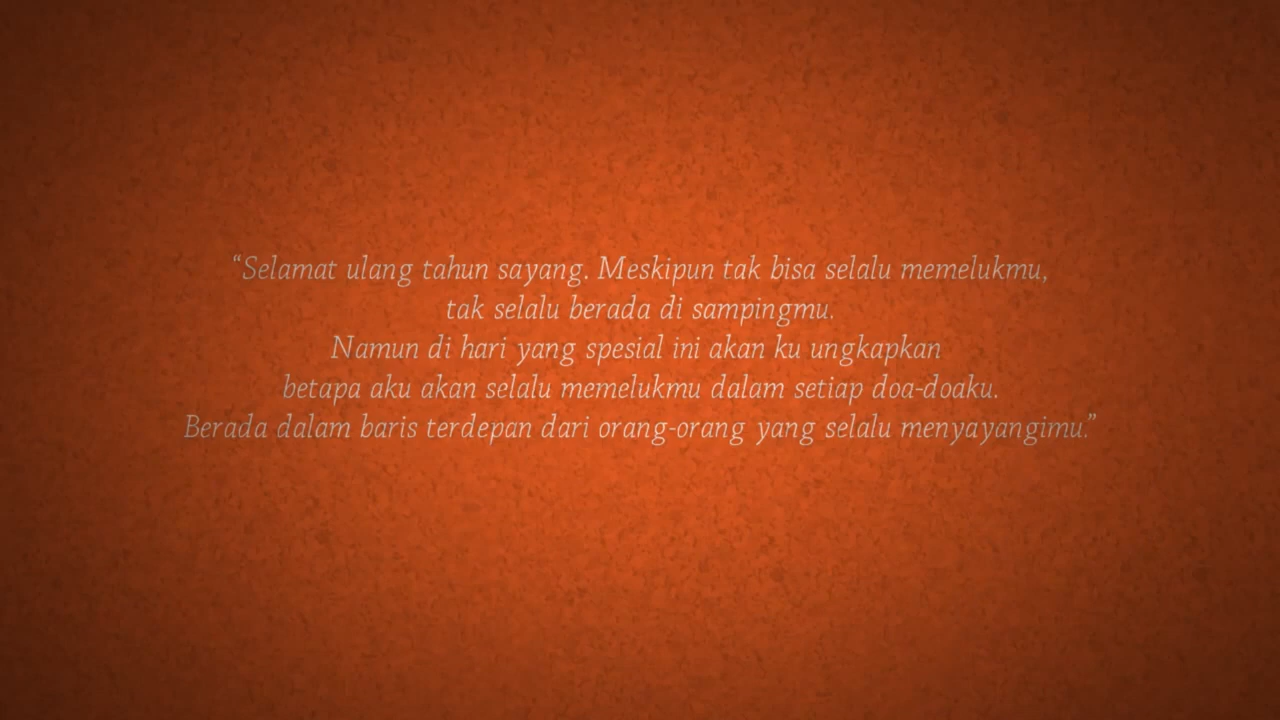 “Selamat ulang tahun sayang. Meskipun tak bisa selalu memelukmu,
tak selalu berada di sampingmu.
Namun di hari yang spesial ini akan ku ungkapkan
betapa aku akan selalu memelukmu dalam setiap doa-doaku.
Berada dalam baris terdepan dari orang-orang yang selalu menyayangimu.”